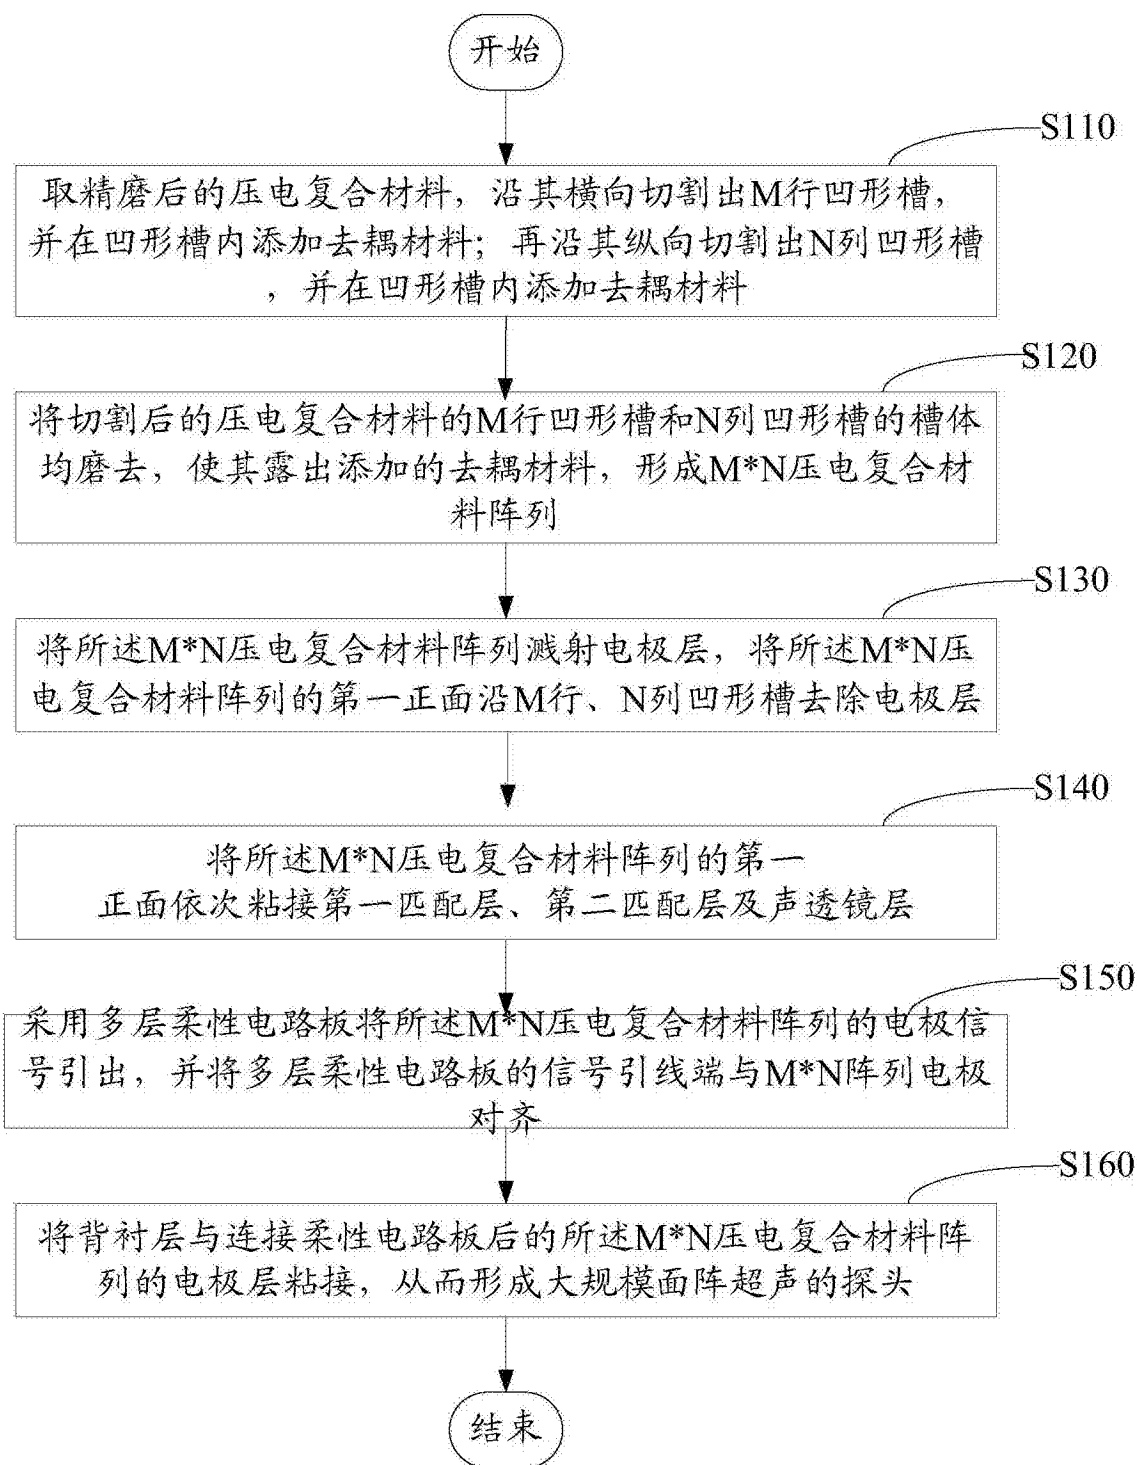 开始
S110
取精磨后的压电复合材料，沿其横向切割出M行凹形槽，
并在凹形槽内添加去耦材料；再沿其纵向切割出N列凹形槽
，并在凹形槽内添加去耦材料
S120
将切割后的压电复合材料的M行凹形槽和N列凹形槽的槽体
均磨去，使其露出添加的去耦材料，形成M*N压电复合材
料阵列
S130
将所述M*N压电复合材料阵列溅射电极层，将所述M*N压
电复合材料阵列的第一正面沿M行、N列凹形槽去除电极层
S140
将所述M*N压电复合材料阵列的第一
正面依次粘接第一匹配层、第二匹配层及声透镜层
S150
采用多层柔性电路板将所述M*N压电复合材料阵列的电极信
号引出，并将多层柔性电路板的信号引线端与M*N阵列电极
对齐
S160
将背衬层与连接柔性电路板后的所述M*N压电复合材料阵
列的电极层粘接，从而形成大规模面阵超声的探头
结束